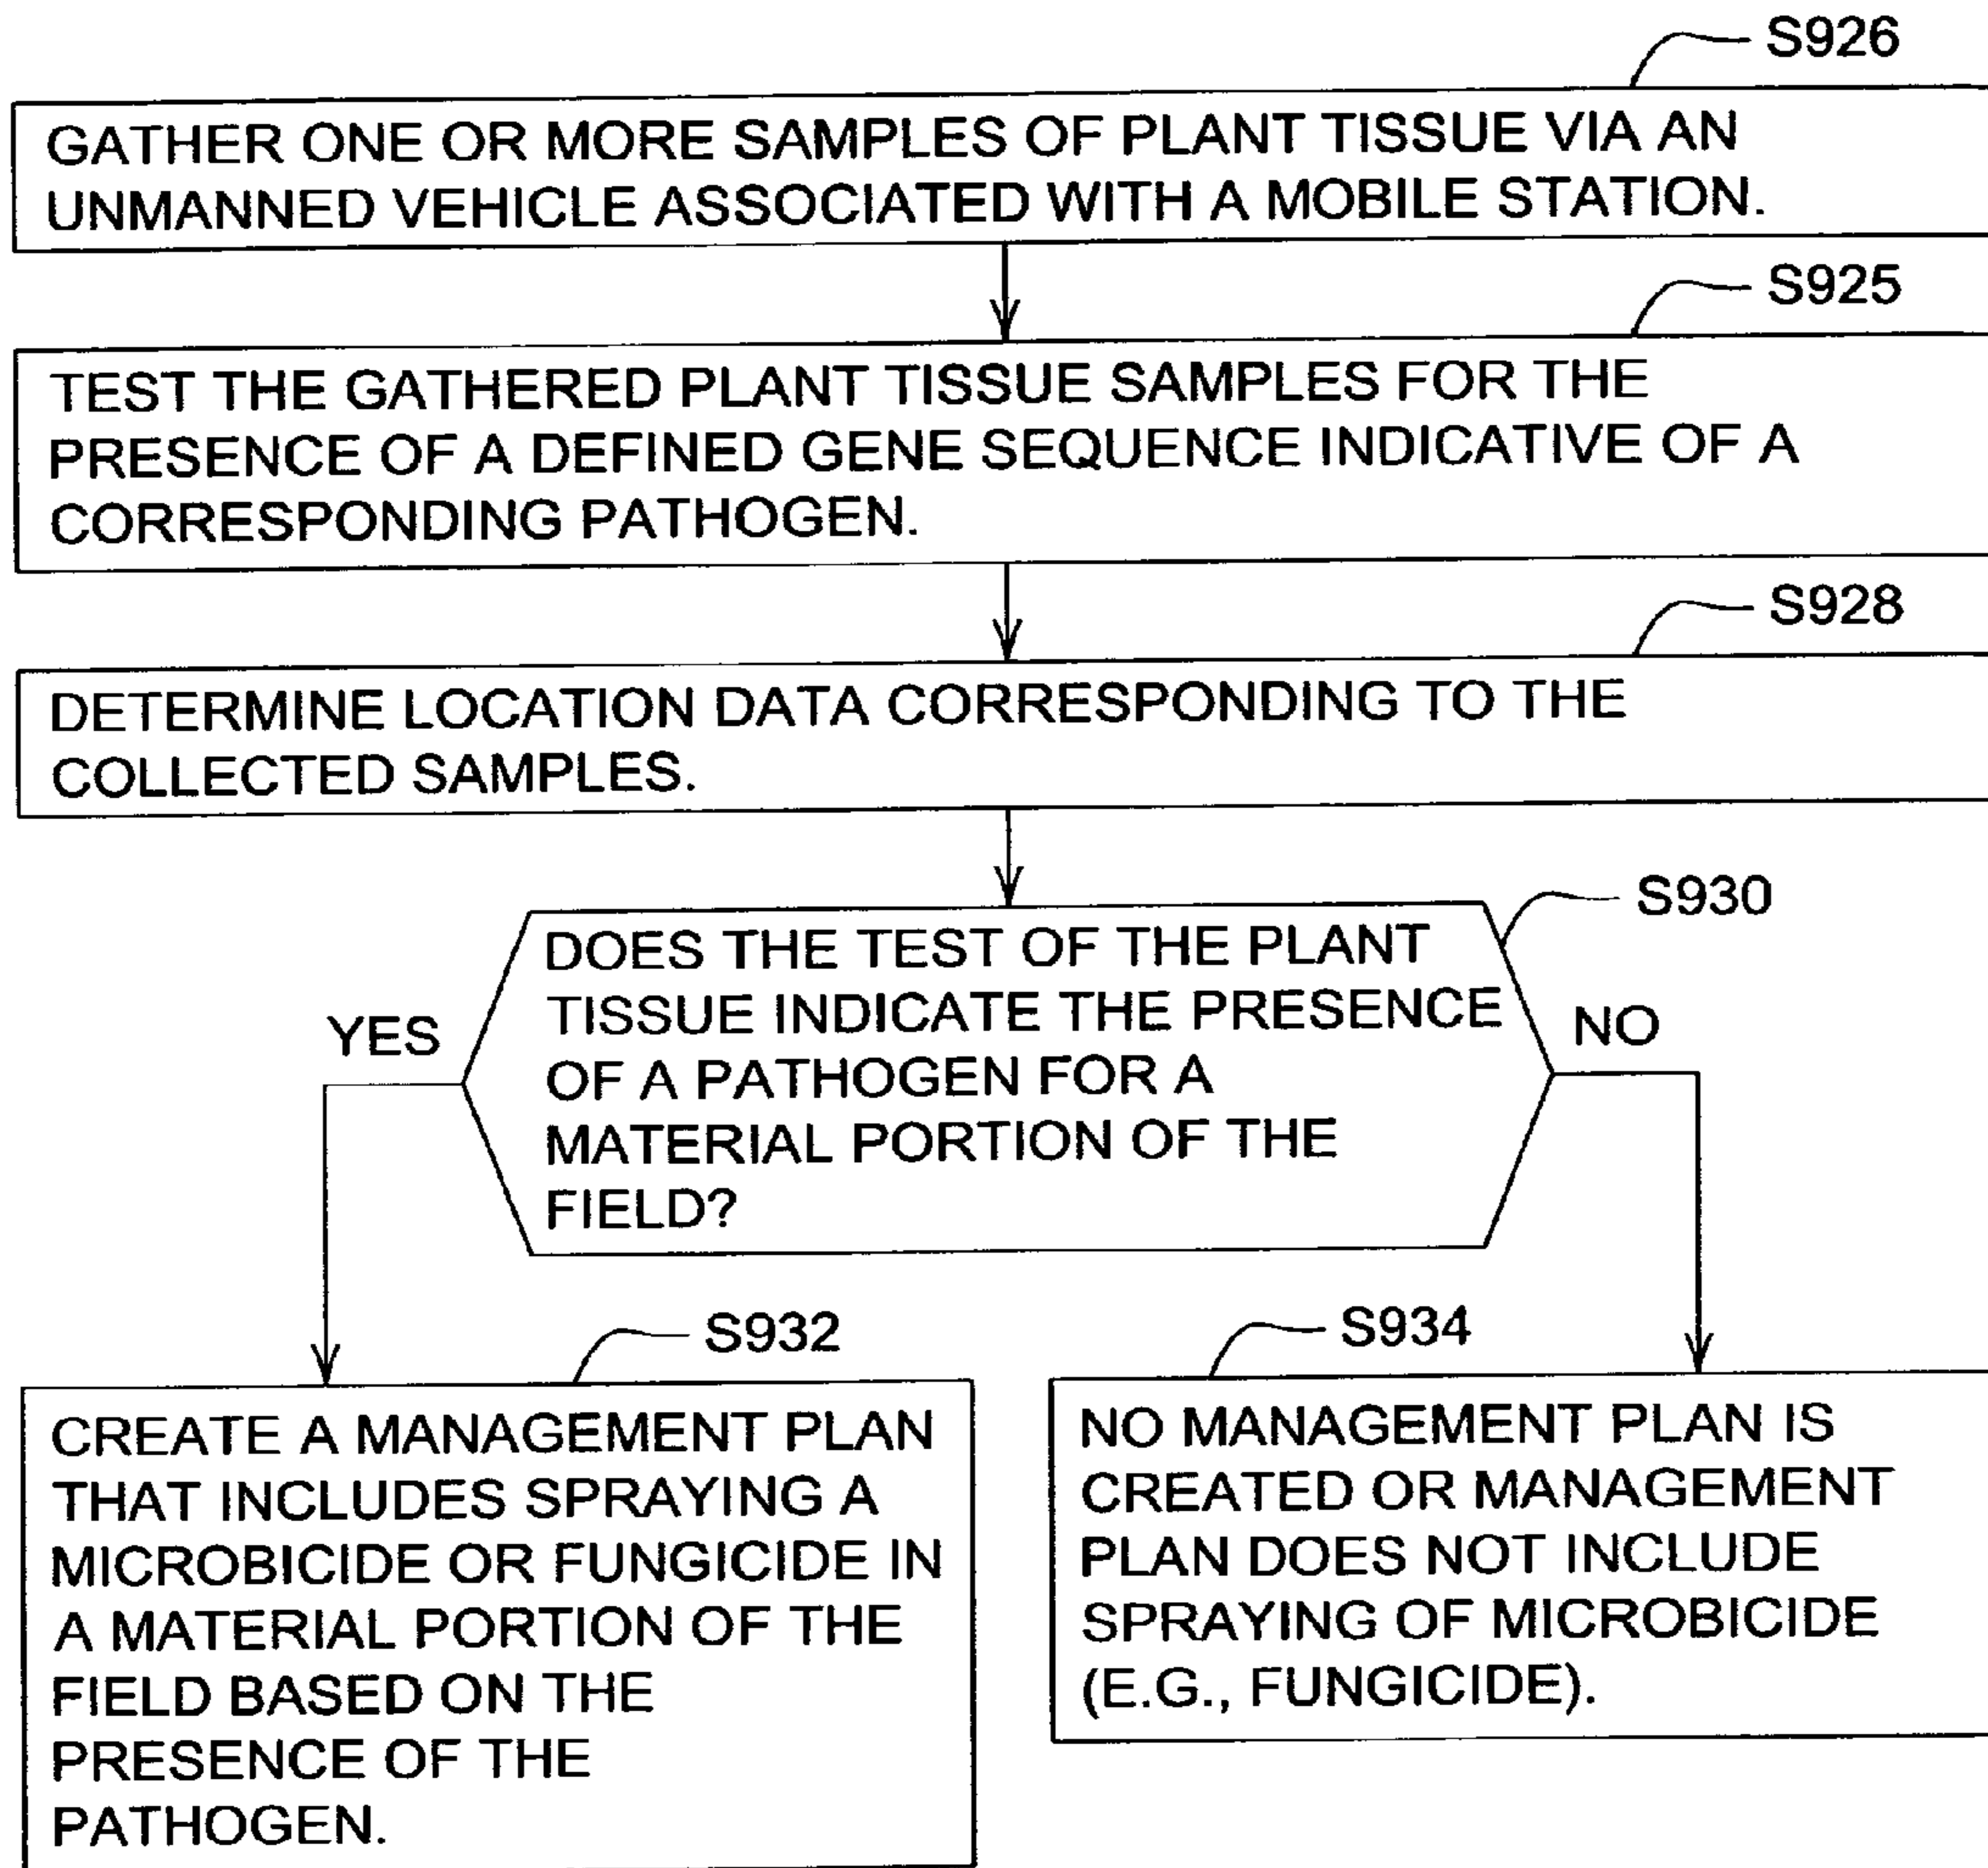 S926
GATHER ONE OR MORE SAMPLES OF PLANT TISSUE VIA AN
UNMANNED VEHICLE ASSOCIATED WITH A MOBILE STATION.
S925
TEST THE GATHERED PLANT TISSUE SAMPLES FOR THE
PRESENCE OF A DEFINED GENE SEQUENCE INDICATIVE OF A
CORRESPONDING PATHOGEN.
S928
DETERMINE LOCATION DATA CORRESPONDING TO THE
COLLECTED SAMPLES.
S930
DOES THE TEST OF THE PLANT
TISSUE INDICATE THE PRESENCE
OF A PATHOGEN FOR A
MATERIAL PORTION OF THE
FIELD?
YES
NO
S932
CREATE A MANAGEMENT PLAN
THAT INCLUDES SPRAYING A
MICROBICIDE OR FUNGICIDE IN
A MATERIAL PORTION OF THE
FIELD BASED ON THE
PRESENCE OF THE
PATHOGEN.
S934
NO MANAGEMENT PLAN IS
CREATED OR MANAGEMENT
PLAN DOES NOT INCLUDE
SPRAYING OF MICROBICIDE
(E.G., FUNGICIDE).